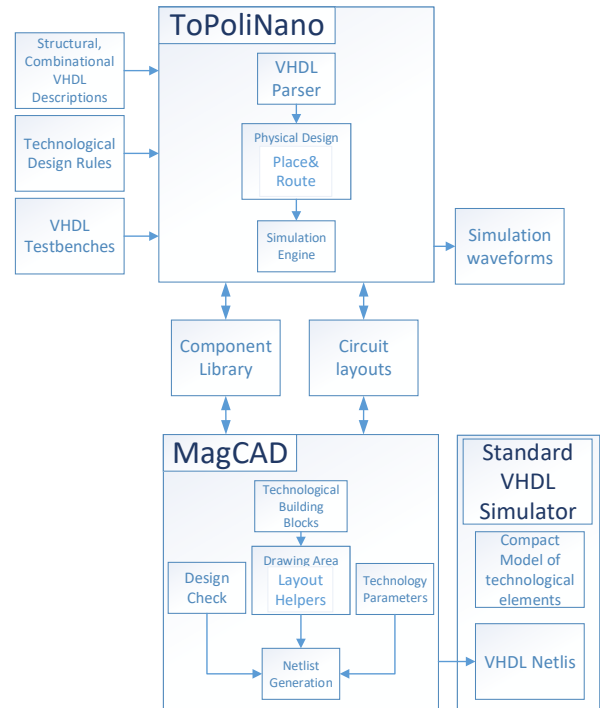 ToPoliNano
Structural,
Combinational
VHDL
Descriptions
Technological
Design Rules
VHDL
Testbenches
VHDL
Parser
Physical Design
Place&
Route
Simulation
Engine
Simulation
waveforms
Component
Library
Circuit
layouts
MagCAD
Technological
Building
Blocks
Design
Check
Drawing Area
Layout
Helpers
Technology
Parameters
Netlist
Generation
Standard
VHDL
Simulator
Compact
Model of
technological
elements
VHDL Netlis